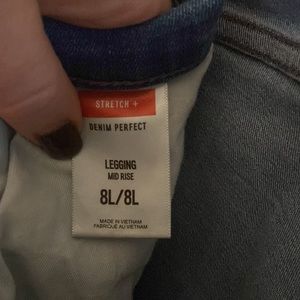 STRETCH +
DENIM PERFECT
LEGGING
MID RISE
8L/8L
MADE IN VIETNAM
FABRIQUÉ AU VIETNAM